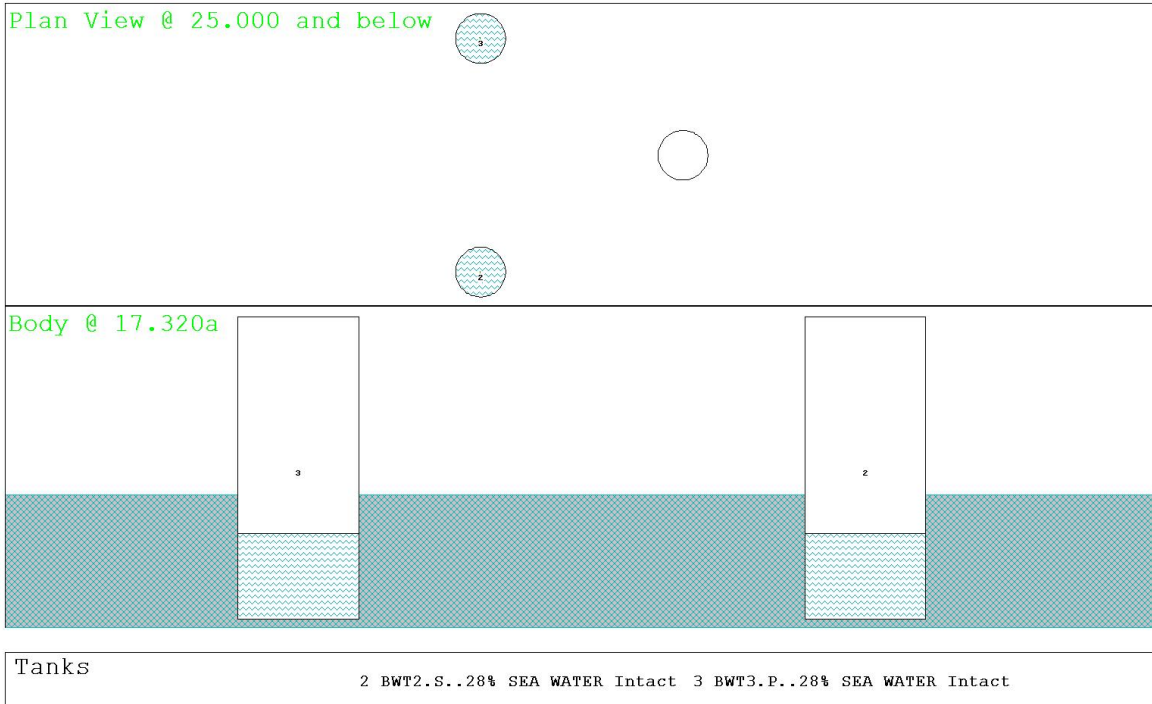 Plan View @ 25.000 and below
3
2
Body @ 17.320a
3 2
Tanks
2 BWT2.S..28% SEA WATER Intact 3 BWT3.P..28% SEA WATER Intact